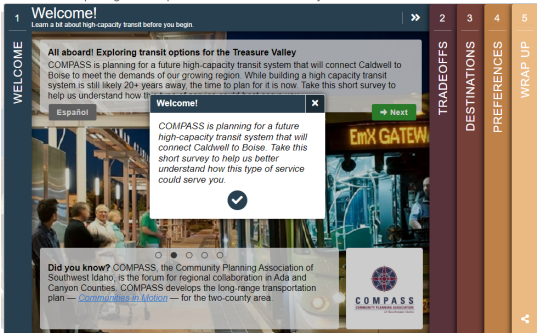 1
Welcome!
Learn a bit about high-capacity transit before you begin.
»
WELCOME
All aboard! Exploring transit options for the Treasure Valley
COMPASS is planning for a future high-capacity transit system that will connect Caldwell to
Boise to meet the demands of our growing region. While building a high capacity transit
system is still likely 20+ years away, the time to plan for it is now. Take this short survey to
help us understand how
Español
Next
Welcome!
×
COMPASS is planning for a future
high-capacity transit system that will
connect Caldwell to Boise. Take this
short survey to help us better
understand how this type of service
could serve you.
EmX GATEWA
Did you know? COMPASS, the Community Planning Association of
Southwest Idaho, is the forum for regional collaboration in Ada and
Canyon Counties. COMPASS develops the long-range transportation
plan — Communities in Motion — for the two-county area.
COMPASS
COMMUNITY PLANNING ASSOCIATION
2
TRADEOFFS
3
DESTINATIONS
4
PREFERENCES
5
WRAP UP